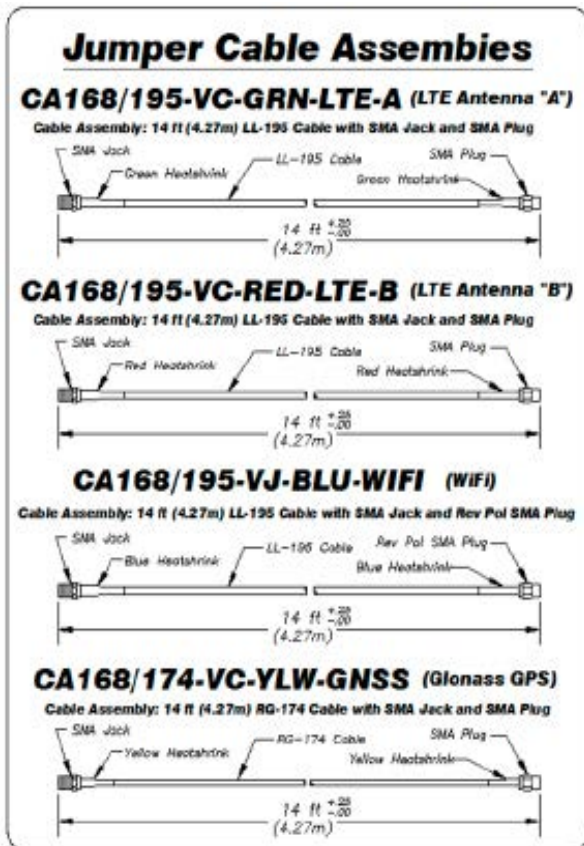 Jumper Cable Assembies
CA168/195-VC-GRN-LTE-A (LTE Antenna "A")
Cable Assembly: 14 ft (4.27m) LL-195 Cable with SMA Jack and SMA Plug
SMA Jack
Green Heatshrink
LL-195 Cable
SMA Plug
Green Heatshrink
14 ft +.25 -.00
(4.27m)
CA168/195-VC-RED-LTE-B (LTE Antenna "B")
Cable Assembly: 14 ft (4.27m) LL-195 Cable with SMA Jack and SMA Plug
SMA Jack
Red Heatshrink
LL-195 Cable
SMA Plug
Red Heatshrink
14 ft +.25 -.00
(4.27m)
CA168/195-VJ-BLU-WIFI (WiFi)
Cable Assembly: 14 ft (4.27m) LL-195 Cable with SMA Jack and Rev Pol SMA Plug
SMA Jack
Blue Heatshrink
LL-195 Cable
Rev Pol SMA Plug
Blue Heatshrink
14 ft +.25 -.00
(4.27m)
CA168/174-VC-YLW-GNSS (Glonass GPS)
Cable Assembly: 14 ft (4.27m) RG-174 Cable with SMA Jack and SMA Plug
SMA Jack
Yellow Heatshrink
RG-174 Cable
SMA Plug
Yellow Heatshrink
14 ft +.25 -.00
(4.27m)